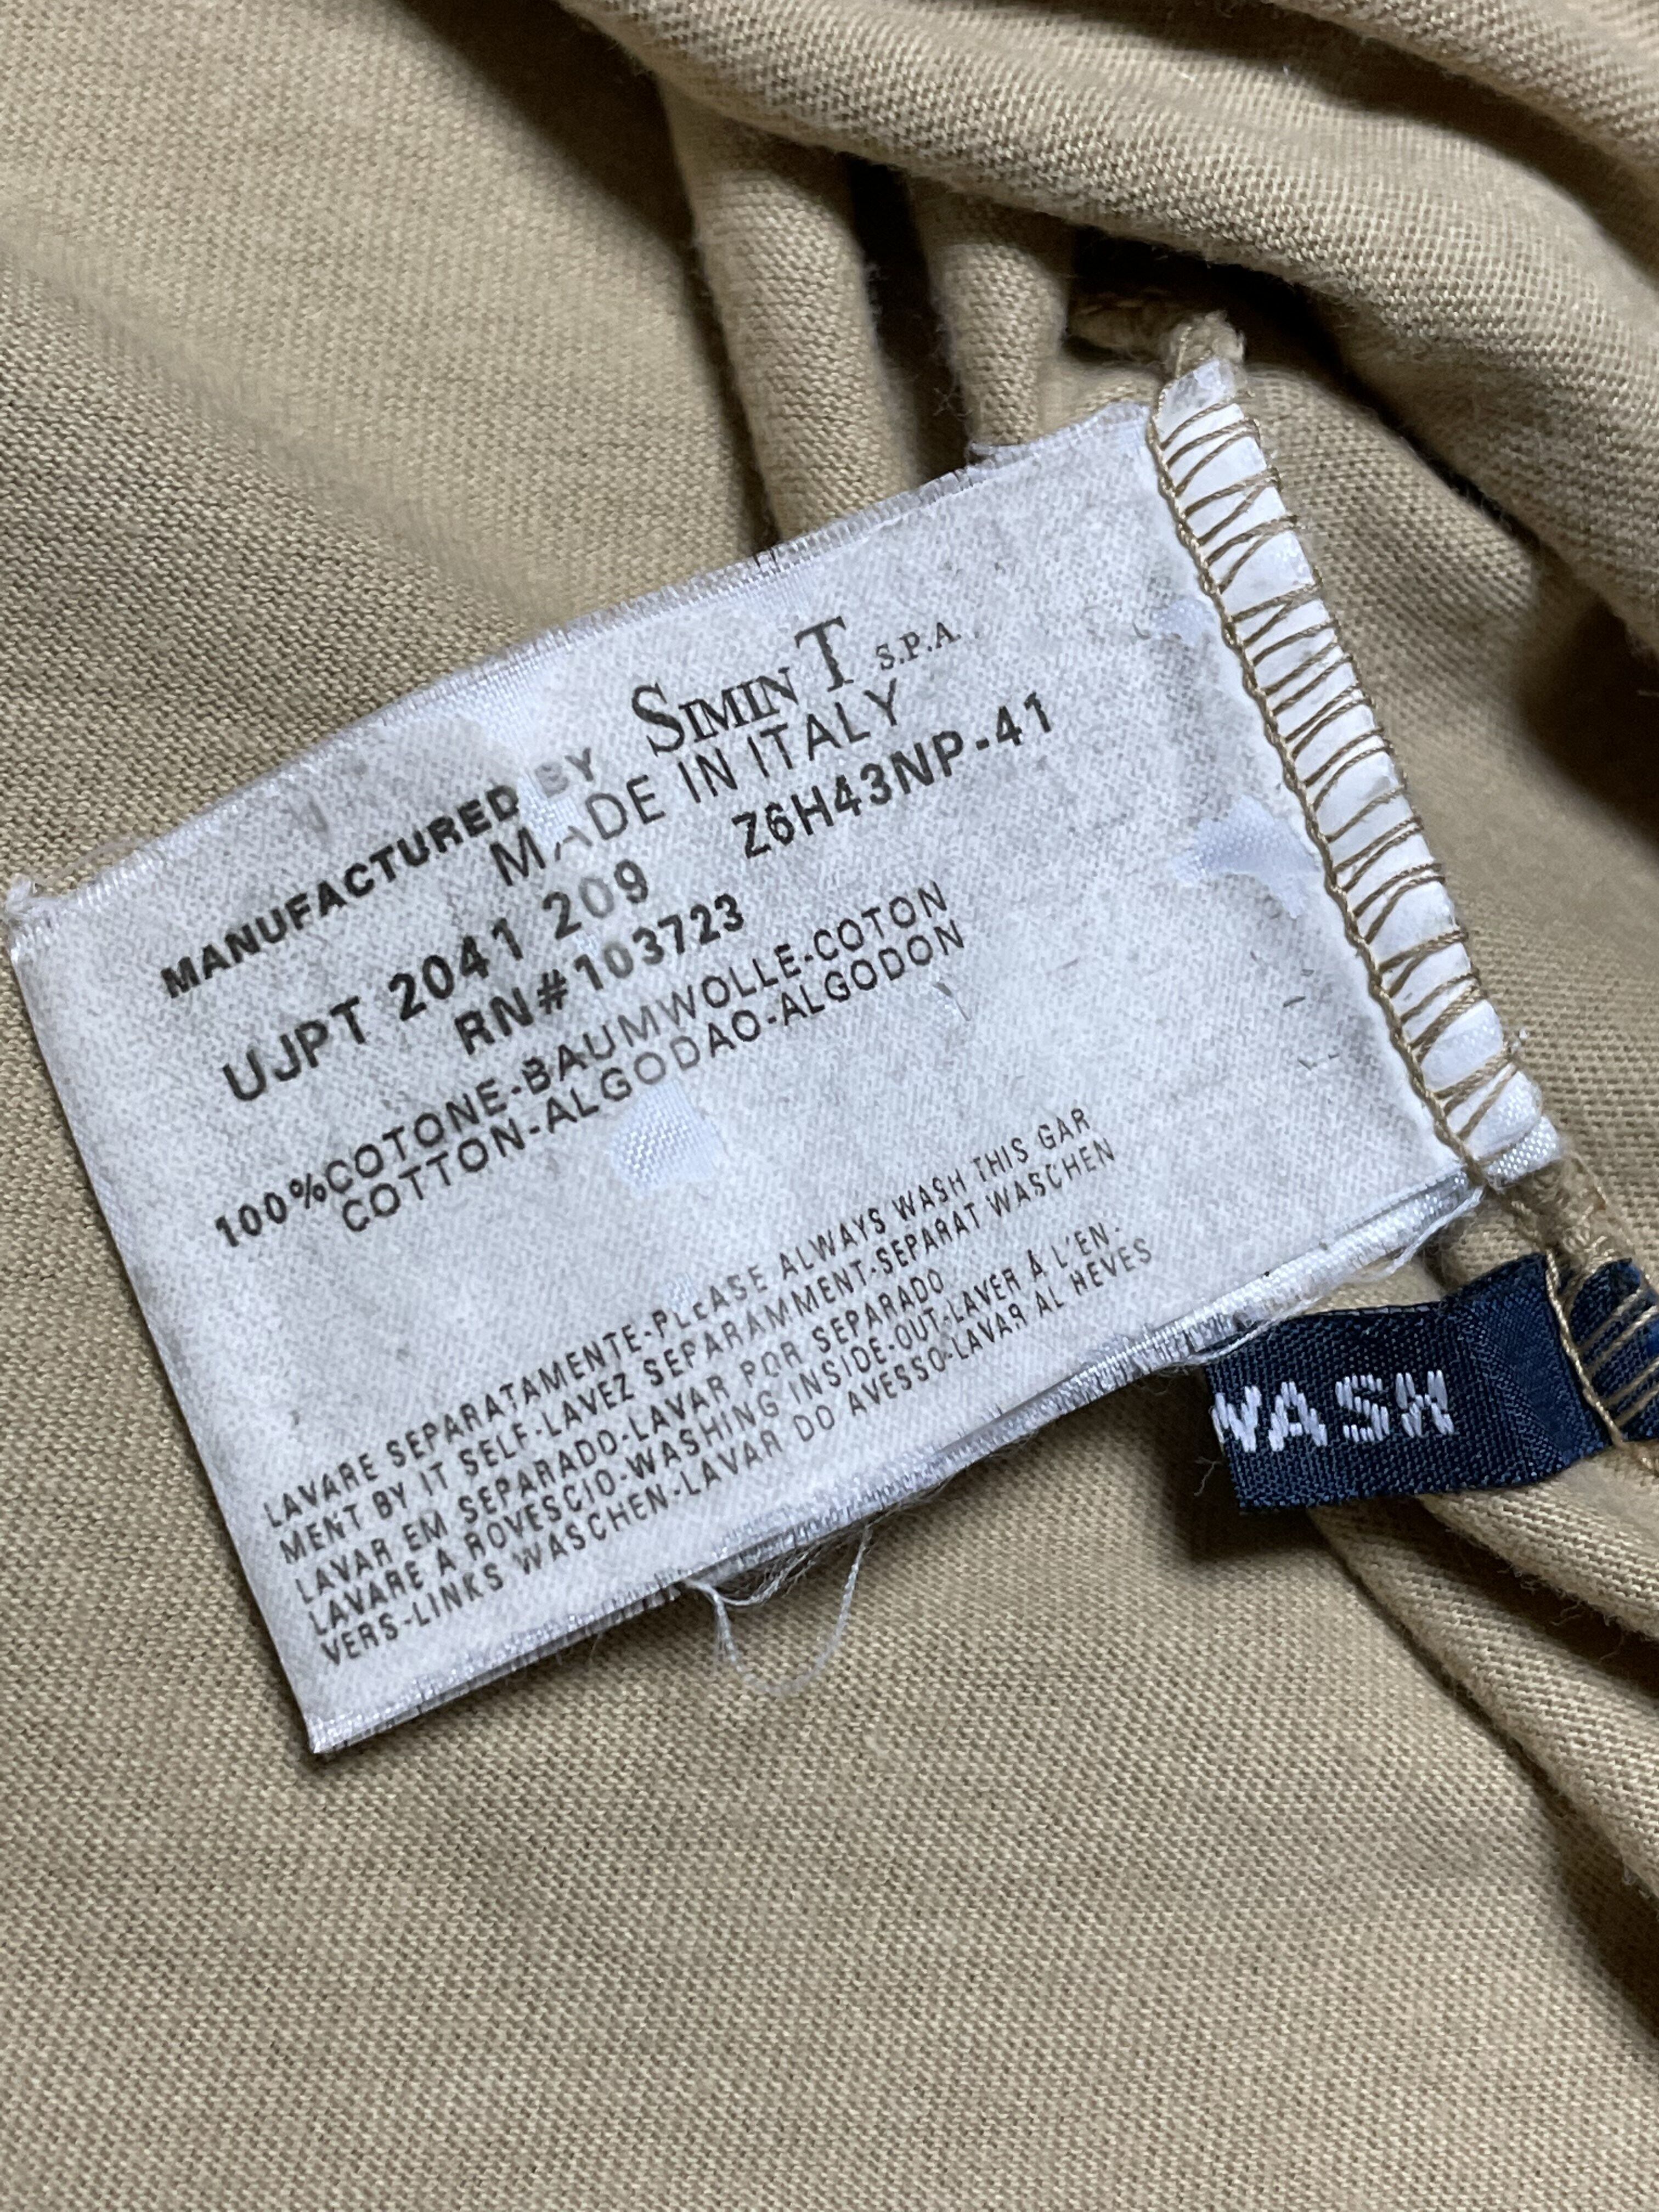 MANUFACTURED BY SIMIN T S.P.A.
MADE IN ITALY
UJPT 2041 209 Z6H43NP-41
RN#103723
100%COTONE-BAUMWOLLE-COTON
COTTON-ALGODAO-ALGODON
LAVARE SEPARATAMENTE-PLEASE ALWAYS WASH THIS GAR
MENT BY IT SELF-LAVEZ SEPARAMMENT-SEPARAT WASCHEN
LAVAR EM SEPARADO-LAVAR POR SEPARADO
LAVARE A ROVESCIO-WASHING INSIDE-OUT-LAVER À L'EN-
VERS-LINKS WASCHEN-LAVAR DO AVESSO-LAVAR AL HEVES
WASH